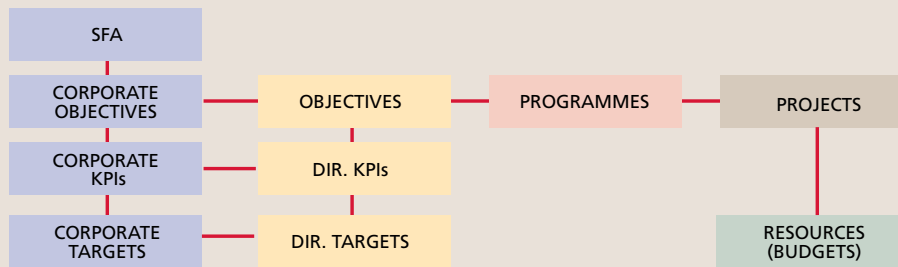 SFA
CORPORATE
OBJECTIVES
OBJECTIVES
PROGRAMMES
PROJECTS
CORPORATE
KPIs
DIR. KPIs
CORPORATE
TARGETS
DIR. TARGETS
RESOURCES
(BUDGETS)